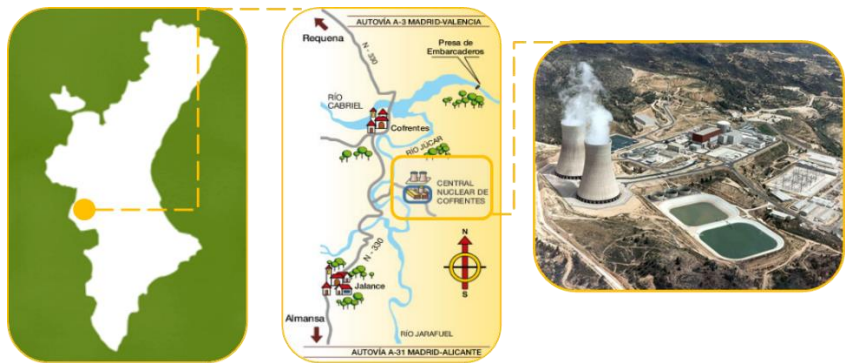 AUTOVÍA A-3 MADRID-VALENCIA
Requena
N - 330
Presa de
Embarcaderos
RÍO
CABRIEL
Cofrentes
RÍO JÚCAR
CENTRAL
NUCLEAR DE
COFRENTES
N
S
N - 330
Jalance
Almansa
RÍO JARAFUEL
AUTOVÍA A-31 MADRID-ALICANTE